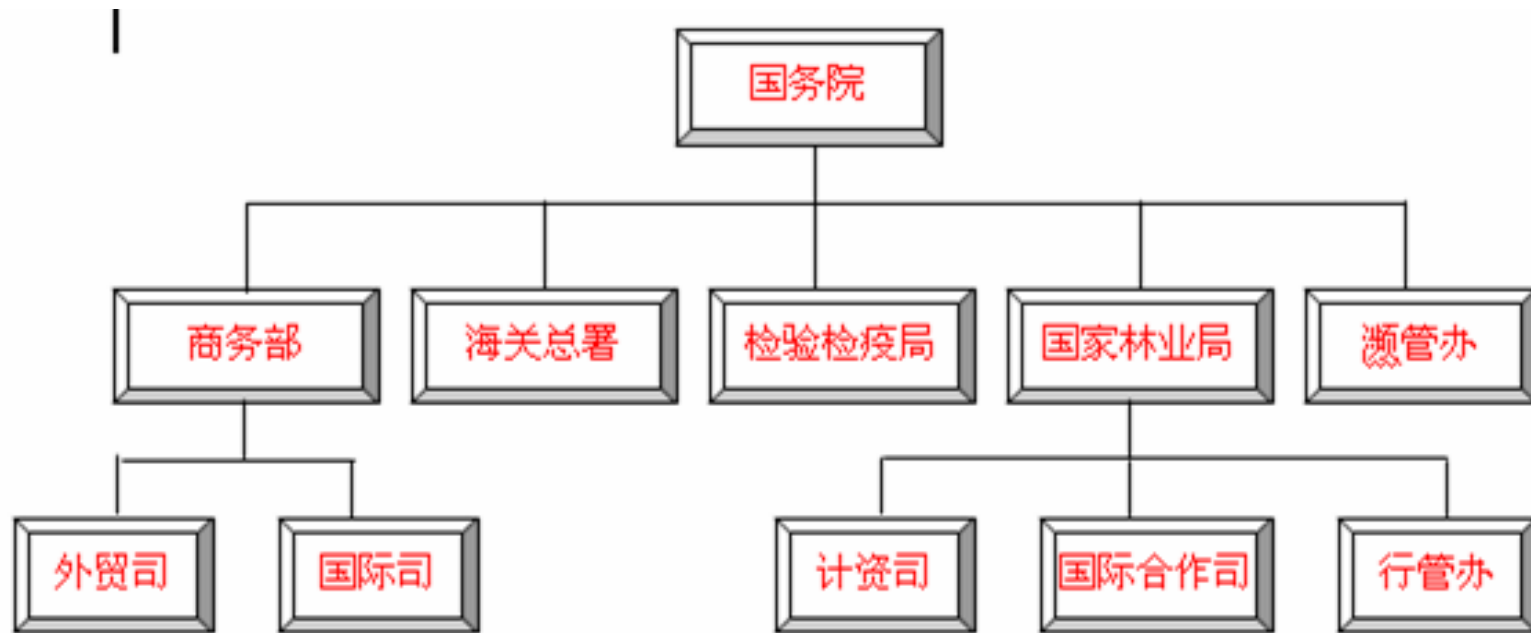 国务院
商务部
海关总署
检验检疫局
国家林业局
濒管办
外贸司
国际司
计资司
国际合作司
行管办